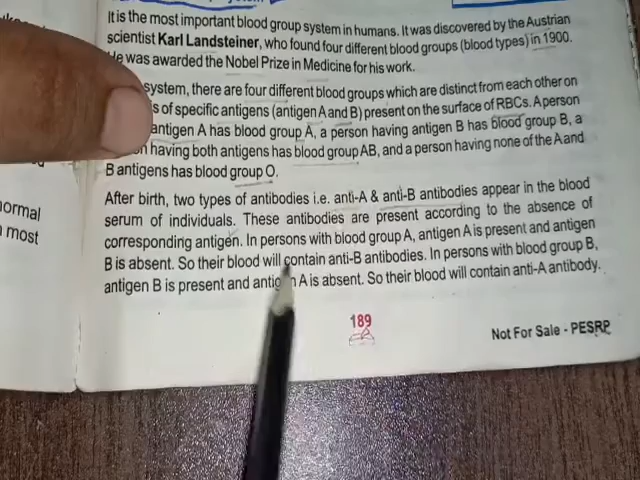 It is the most important blood group system in humans. It was discovered by the Austrian
scientist Karl Landsteiner, who found four different blood groups (blood types) in 1900.
He was awarded the Nobel Prize in Medicine for his work.
system, there are four different blood groups which are distinct from each other on
of specific antigens (antigen A and B) present on the surface of RBCs. A person
antigen A has blood group A, a person having antigen B has blood group B, a
having both antigens has blood group AB, and a person having none of the A and
B antigens has blood group O.
After birth, two types of antibodies i.e. anti-A & anti-B antibodies appear in the blood
serum of individuals. These antibodies are present according to the absence of
corresponding antigen. In persons with blood group A, antigen A is present and antigen
B is absent. So their blood will contain anti-B antibodies. In persons with blood group B,
antigen B is present and antigen A is absent. So their blood will contain anti-A antibody.
189
Not For Sale - PESRP
most